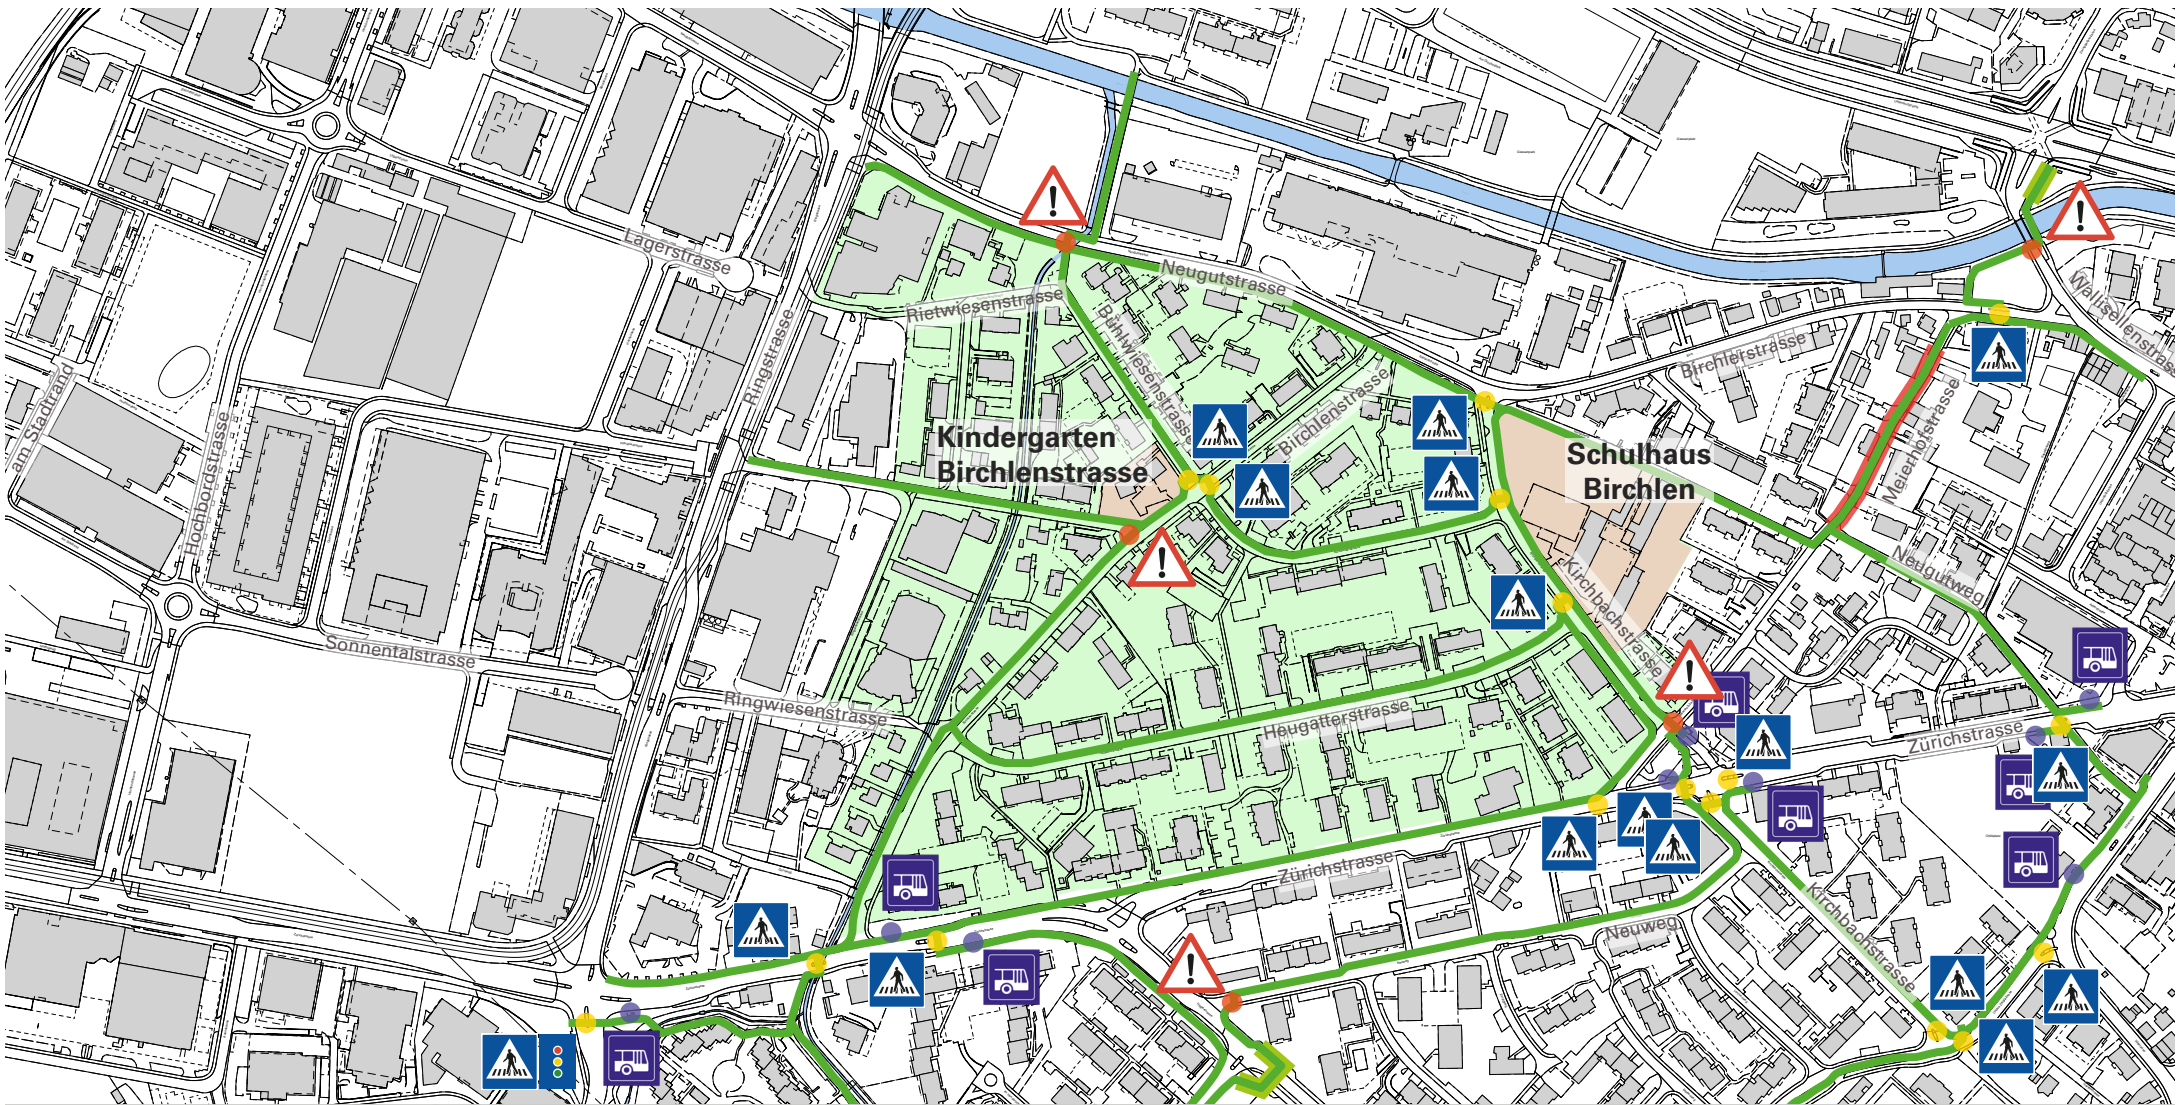 Lagerstrasse
Neugutstrasse
Wallisellenstrasse
Rietwiesenstrasse
Bühlwiesenstrasse
Ringstrasse
Birchlerstrasse
am Stadtrand
Birchlenstrasse
Meierhofstrasse
Hochbordstrasse
Kindergarten
Birchlenstrasse
Schulhaus
Birchlen
Neugutweg
Kirchbachstrasse
Sonnentalstrasse
Ringwiesenstrasse
Heugatterstrasse
Zürichstrasse
Zürichstrasse
Neuweg
Kirchbachstrasse